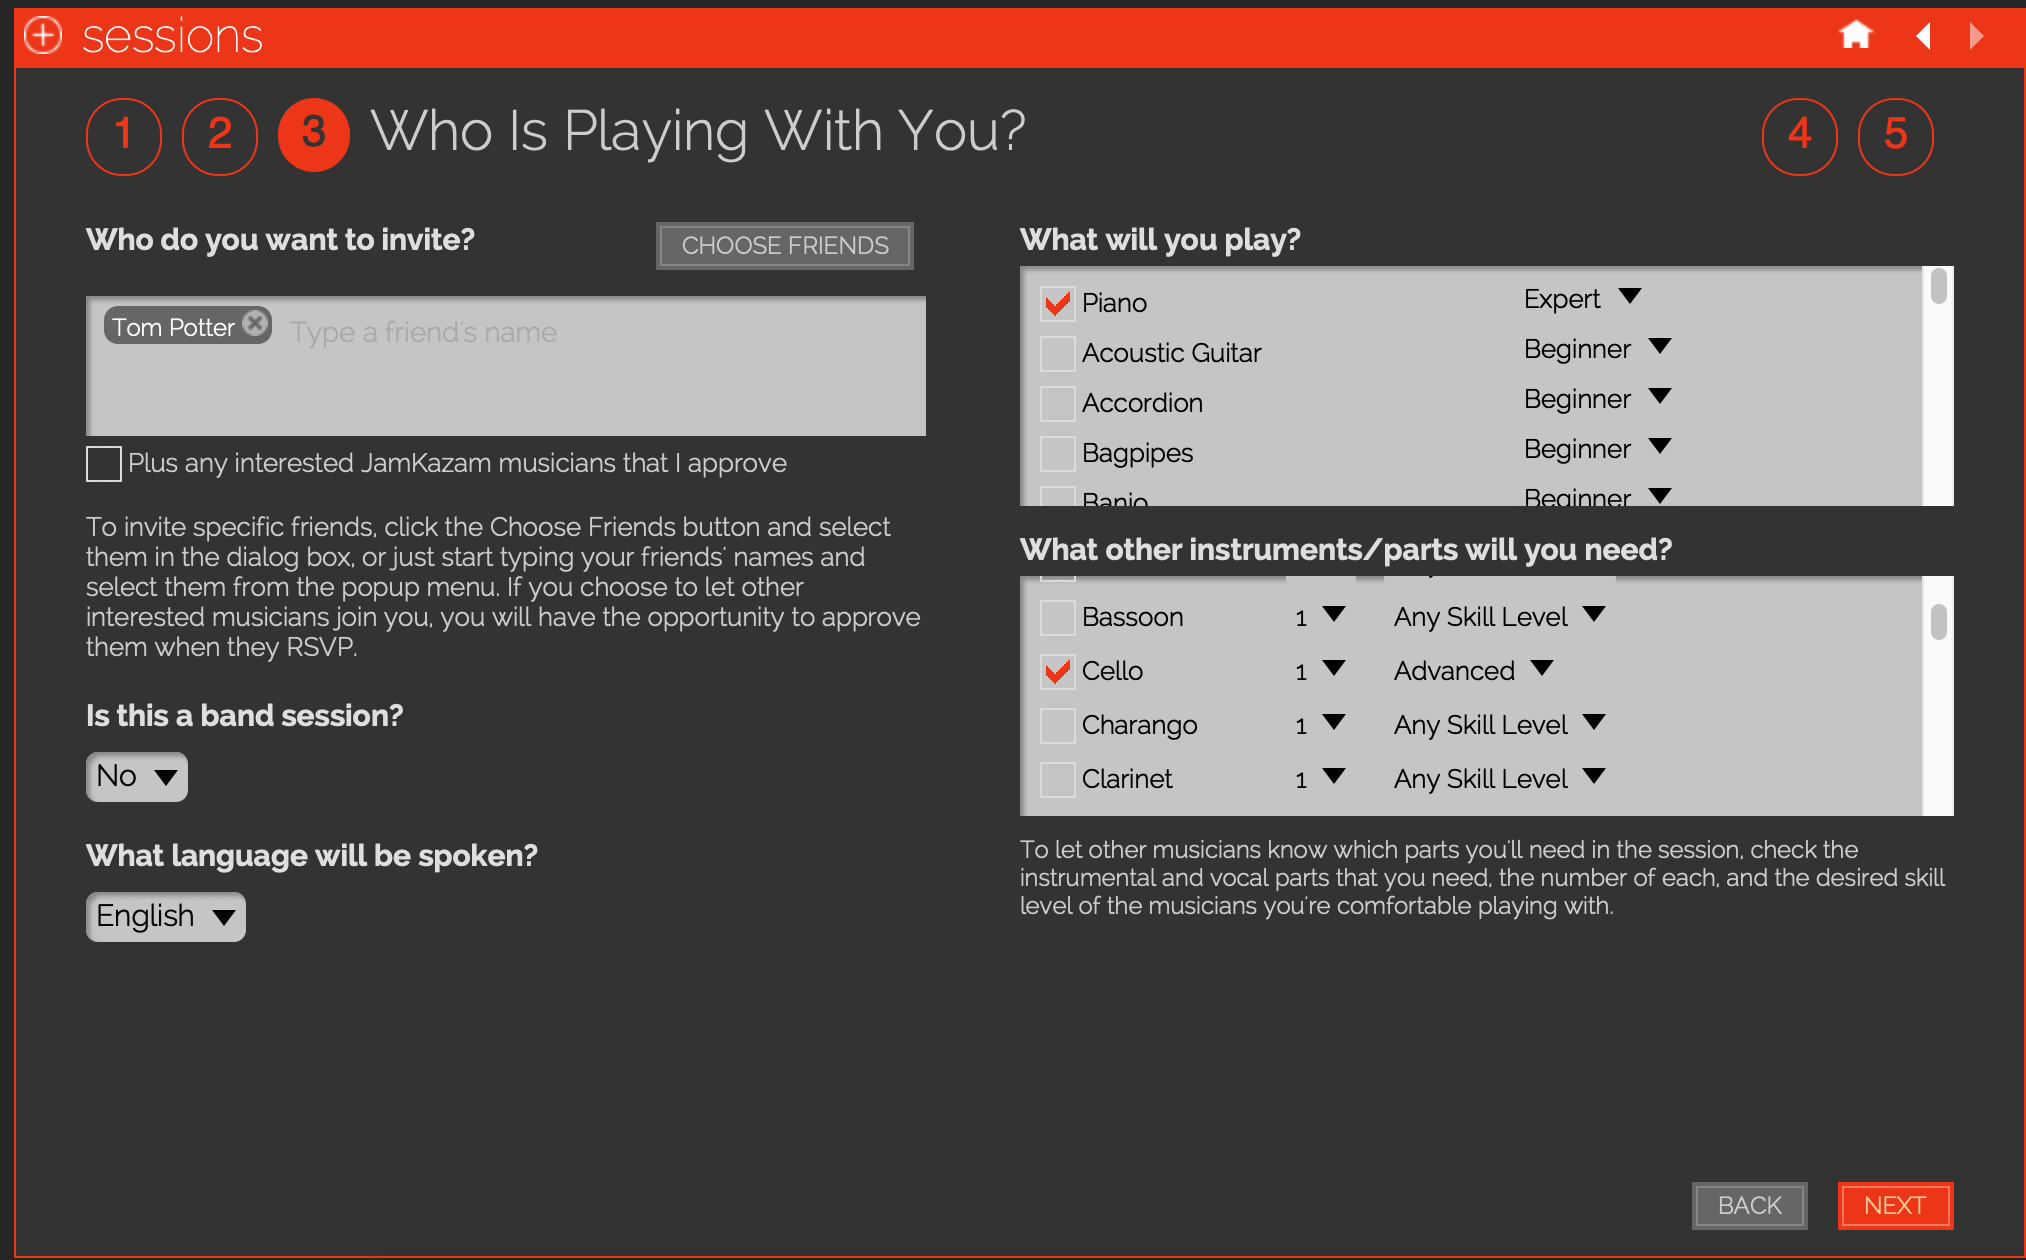 sessions
1 2 3 Who Is Playing With You? 4 5
Who do you want to invite?
CHOOSE FRIENDS
Tom Potter Type a friend's name
Plus any interested JamKazam musicians that I approve
To invite specific friends, click the Choose Friends button and select
them in the dialog box, or just start typing your friends' names and
select them from the popup menu. If you choose to let other
interested musicians join you, you will have the opportunity to approve
them when they RSVP.
Is this a band session?
No
What language will be spoken?
English
What will you play?
Piano Expert
Acoustic Guitar Beginner
Accordion Beginner
Bagpipes Beginner
Banjo Beginner
What other instruments/parts will you need?
Bassoon 1 Any Skill Level
Cello 1 Advanced
Charango 1 Any Skill Level
Clarinet 1 Any Skill Level
To let other musicians know which parts you'll need in the session, check the
instrumental and vocal parts that you need, the number of each, and the desired skill
level of the musicians you're comfortable playing with.
BACK NEXT